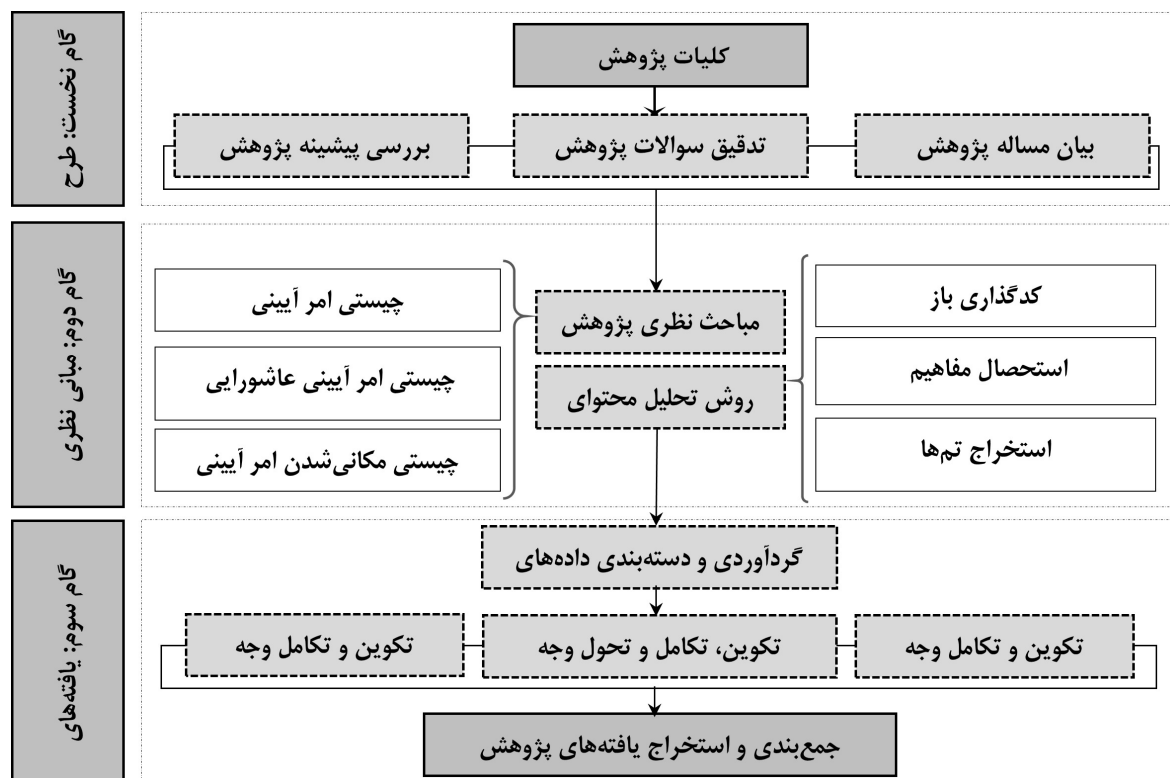 گام نخست: طرح
کلیات پژوهش
بیان مساله پژوهش
تدقیق سوالات پژوهش
بررسی پیشینه پژوهش
گام دوم: مبانی نظری
مباحث نظری پژوهش
روش تحلیل محتوای
کدگذاری باز
استحصال مفاهیم
استخراج تم‌ها
چیستی امر آیینی
چیستی امر آیینی عاشورایی
چیستی مکانی‌شدن امر آیینی
گام سوم: یافته‌های
گردآوردی و دسته‌بندی داده‌های
تکوین و تکامل وجه
تکوین، تکامل و تحول وجه
تکوین و تکامل وجه
جمع‌بندی و استخراج یافته‌های پژوهش